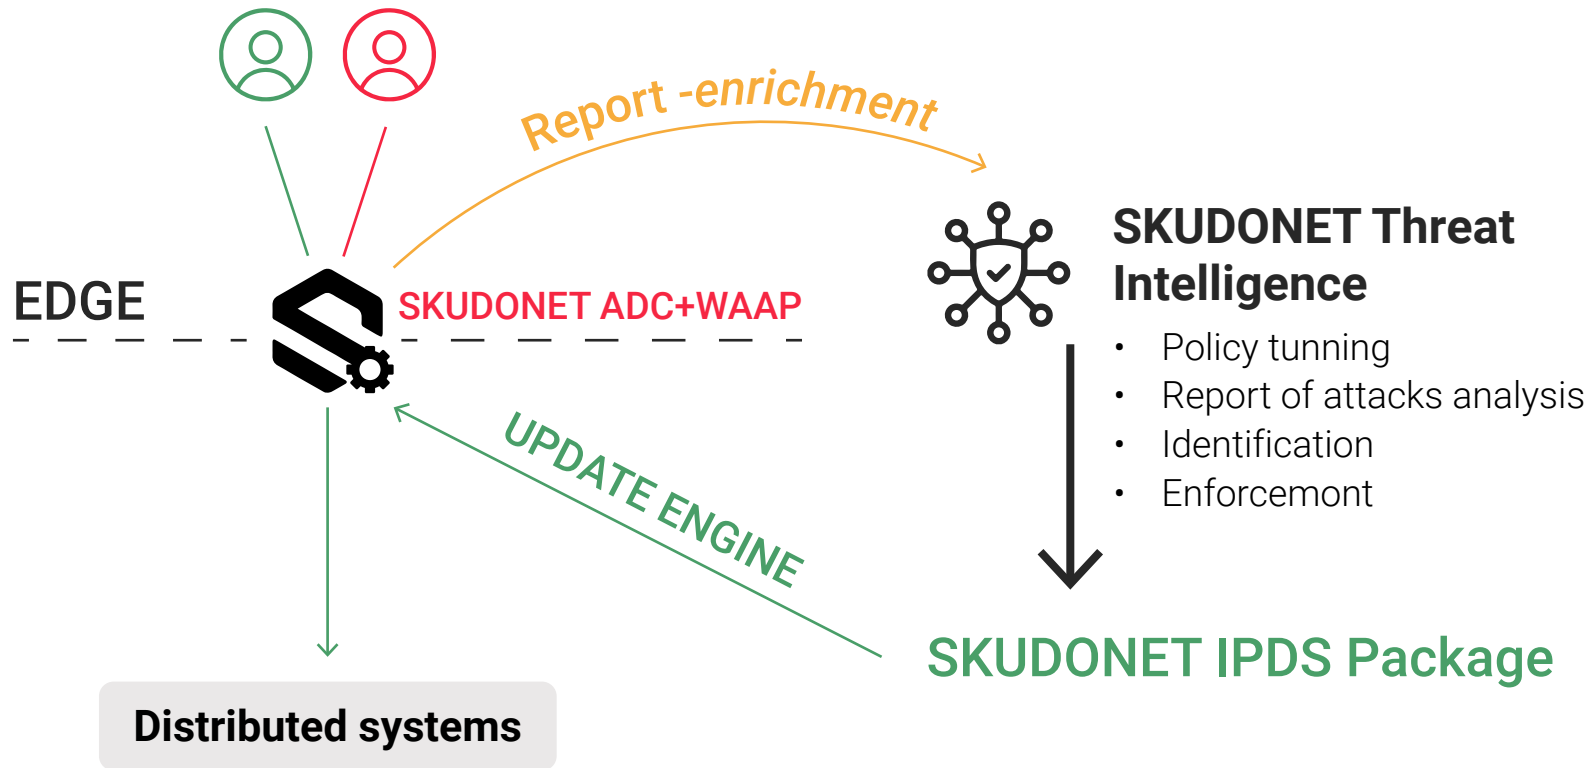 Report -enrichment
EDGE
SKUDONET ADC+WAAP
SKUDONET Threat
Intelligence
• Policy tunning
• Report of attacks analysis
• Identification
• Enforcemont
UPDATE ENGINE
SKUDONET IPDS Package
Distributed systems